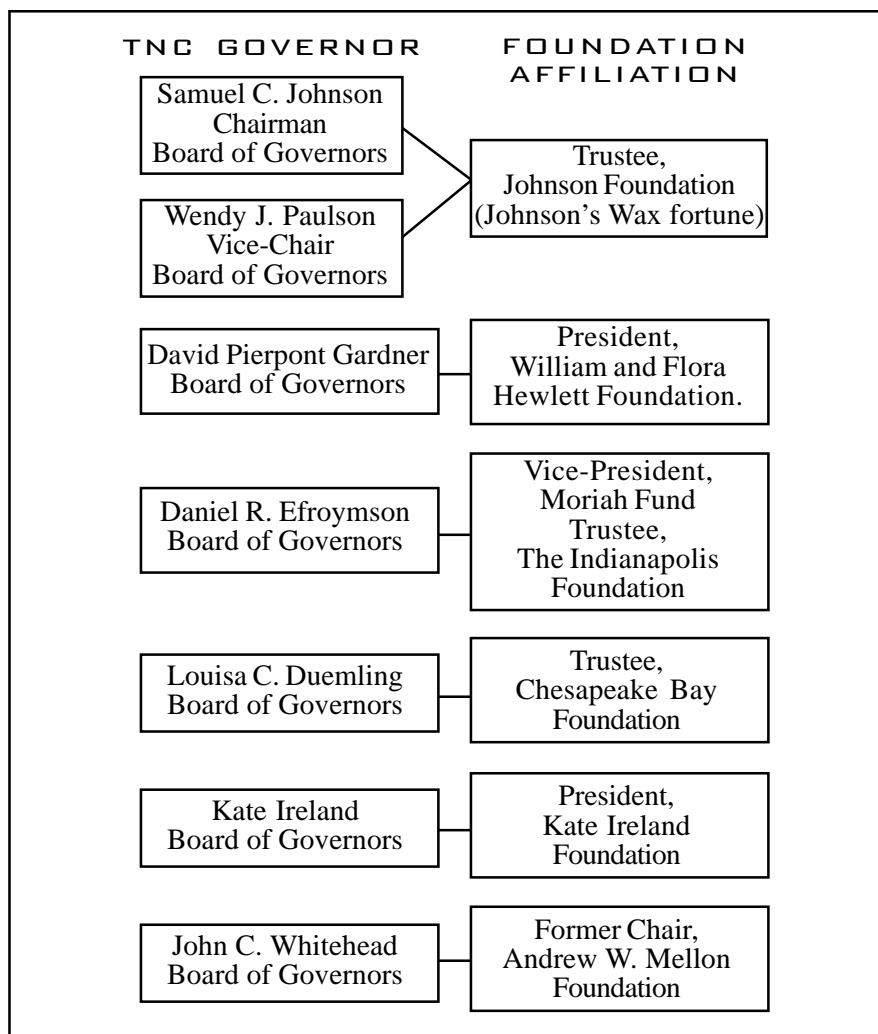 TNC GOVERNOR
FOUNDATION
AFFILIATION
Samuel C. Johnson
Chairman
Board of Governors
Wendy J. Paulson
Vice-Chair
Board of Governors
Trustee,
Johnson Foundation
(Johnson's Wax fortune)
David Pierpont Gardner
Board of Governors
President,
William and Flora
Hewlett Foundation.
Daniel R. Efroymson
Board of Governors
Vice-President,
Moriah Fund
Trustee,
The Indianapolis
Foundation
Louisa C. Duemling
Board of Governors
Trustee,
Chesapeake Bay
Foundation
Kate Ireland
Board of Governors
President,
Kate Ireland
Foundation
John C. Whitehead
Board of Governors
Former Chair,
Andrew W. Mellon
Foundation